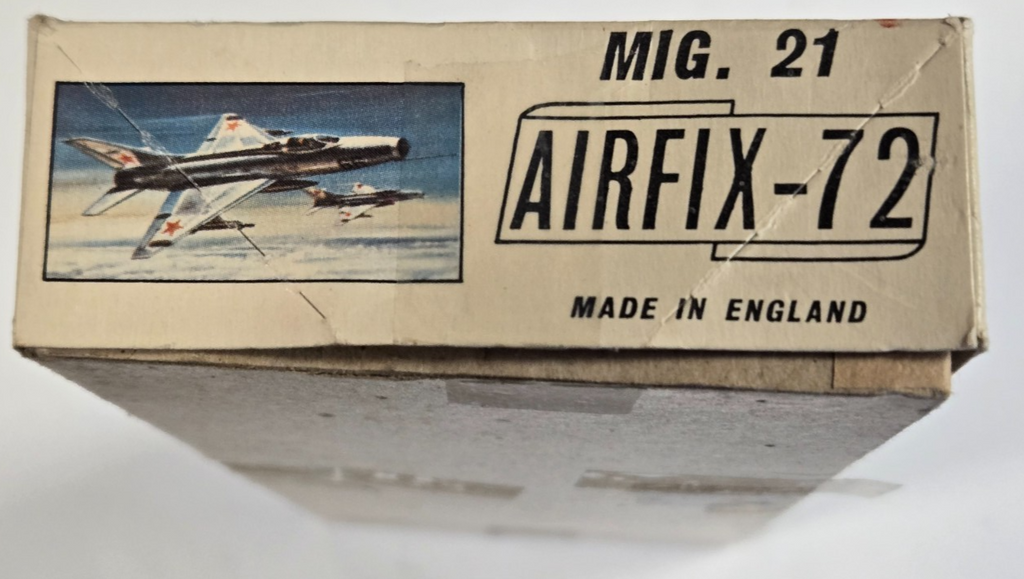 MIG. 21
AIRFIX-72
MADE IN ENGLAND